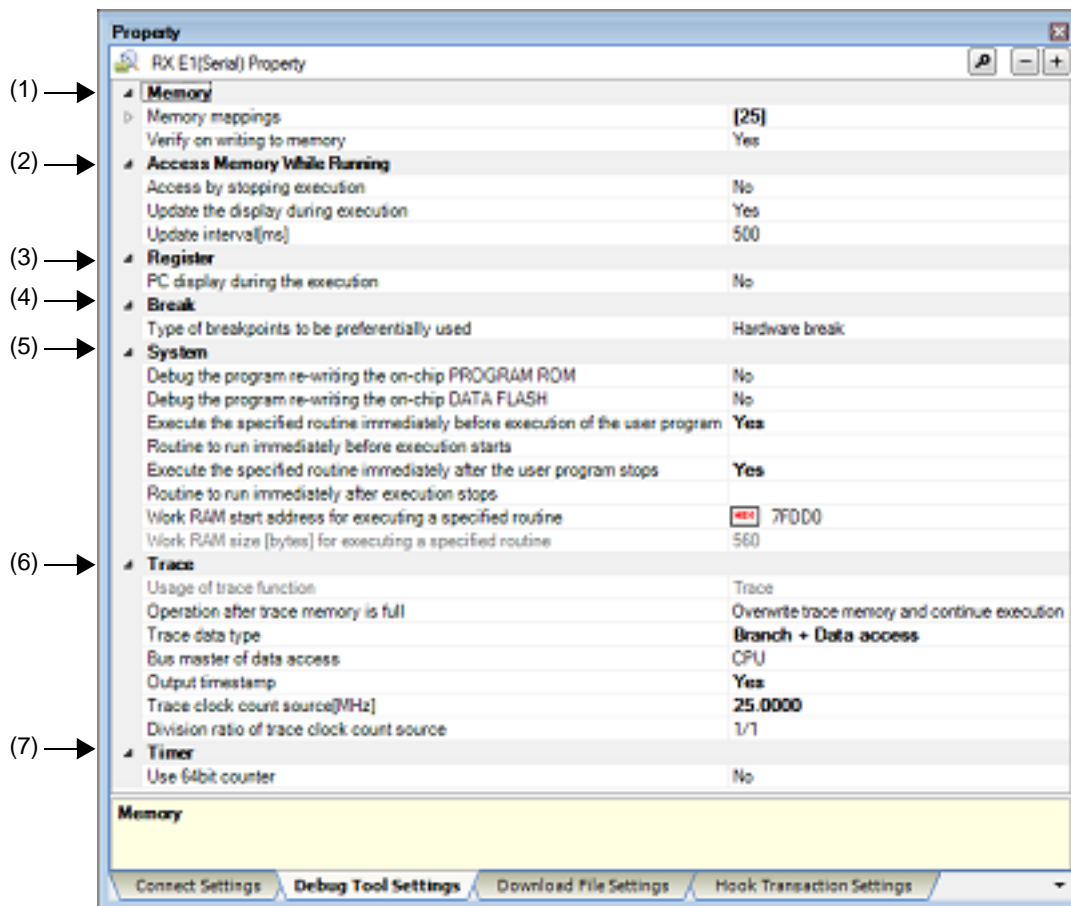 Property
RX E1(Serial) Property
(1) Memory
Memory mappings [25]
Verify on writing to memory Yes
(2) Access Memory While Running
Access by stopping execution No
Update the display during execution Yes
Update interval[ms] 500
(3) Register
PC display during the execution No
(4) Break
Type of breakpoints to be preferentially used Hardware break
(5) System
Debug the program re-writing the on-chip PROGRAM ROM No
Debug the program re-writing the on-chip DATA FLASH No
Execute the specified routine immediately before execution of the user program Yes
Routine to run immediately before execution starts
Execute the specified routine immediately after the user program stops Yes
Routine to run immediately after execution stops
Work RAM start address for executing a specified routine HEX 7FDD0
Work RAM size [bytes] for executing a specified routine 560
(6) Trace
Usage of trace function Trace
Operation after trace memory is full Overwrite trace memory and continue execution
Trace data type Branch + Data access
Bus master of data access CPU
Output timestamp Yes
Trace clock count source[MHz] 25.0000
Division ratio of trace clock count source 1/1
(7) Timer
Use 64bit counter No
Memory
Connect Settings Debug Tool Settings Download File Settings Hook Transaction Settings